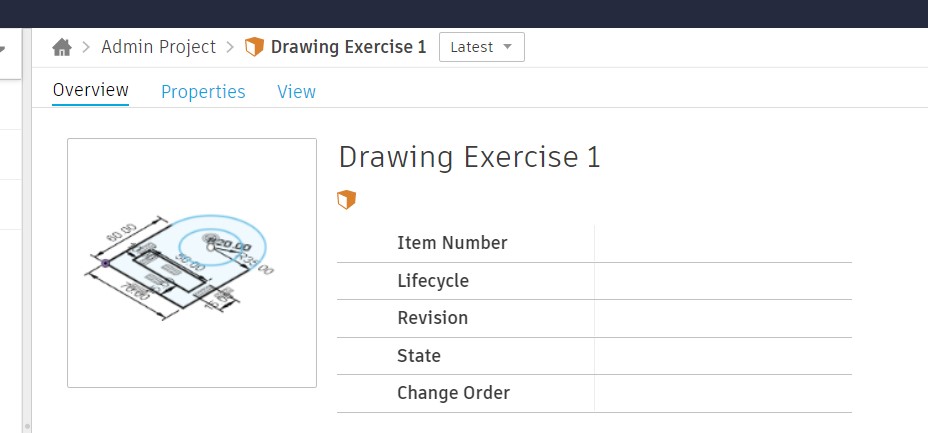 Admin Project Drawing Exercise 1 Latest
Overview Properties View
Drawing Exercise 1
60.00
R20.00
50.00
R35.00
70.00
Item Number
Lifecycle
Revision
State
Change Order